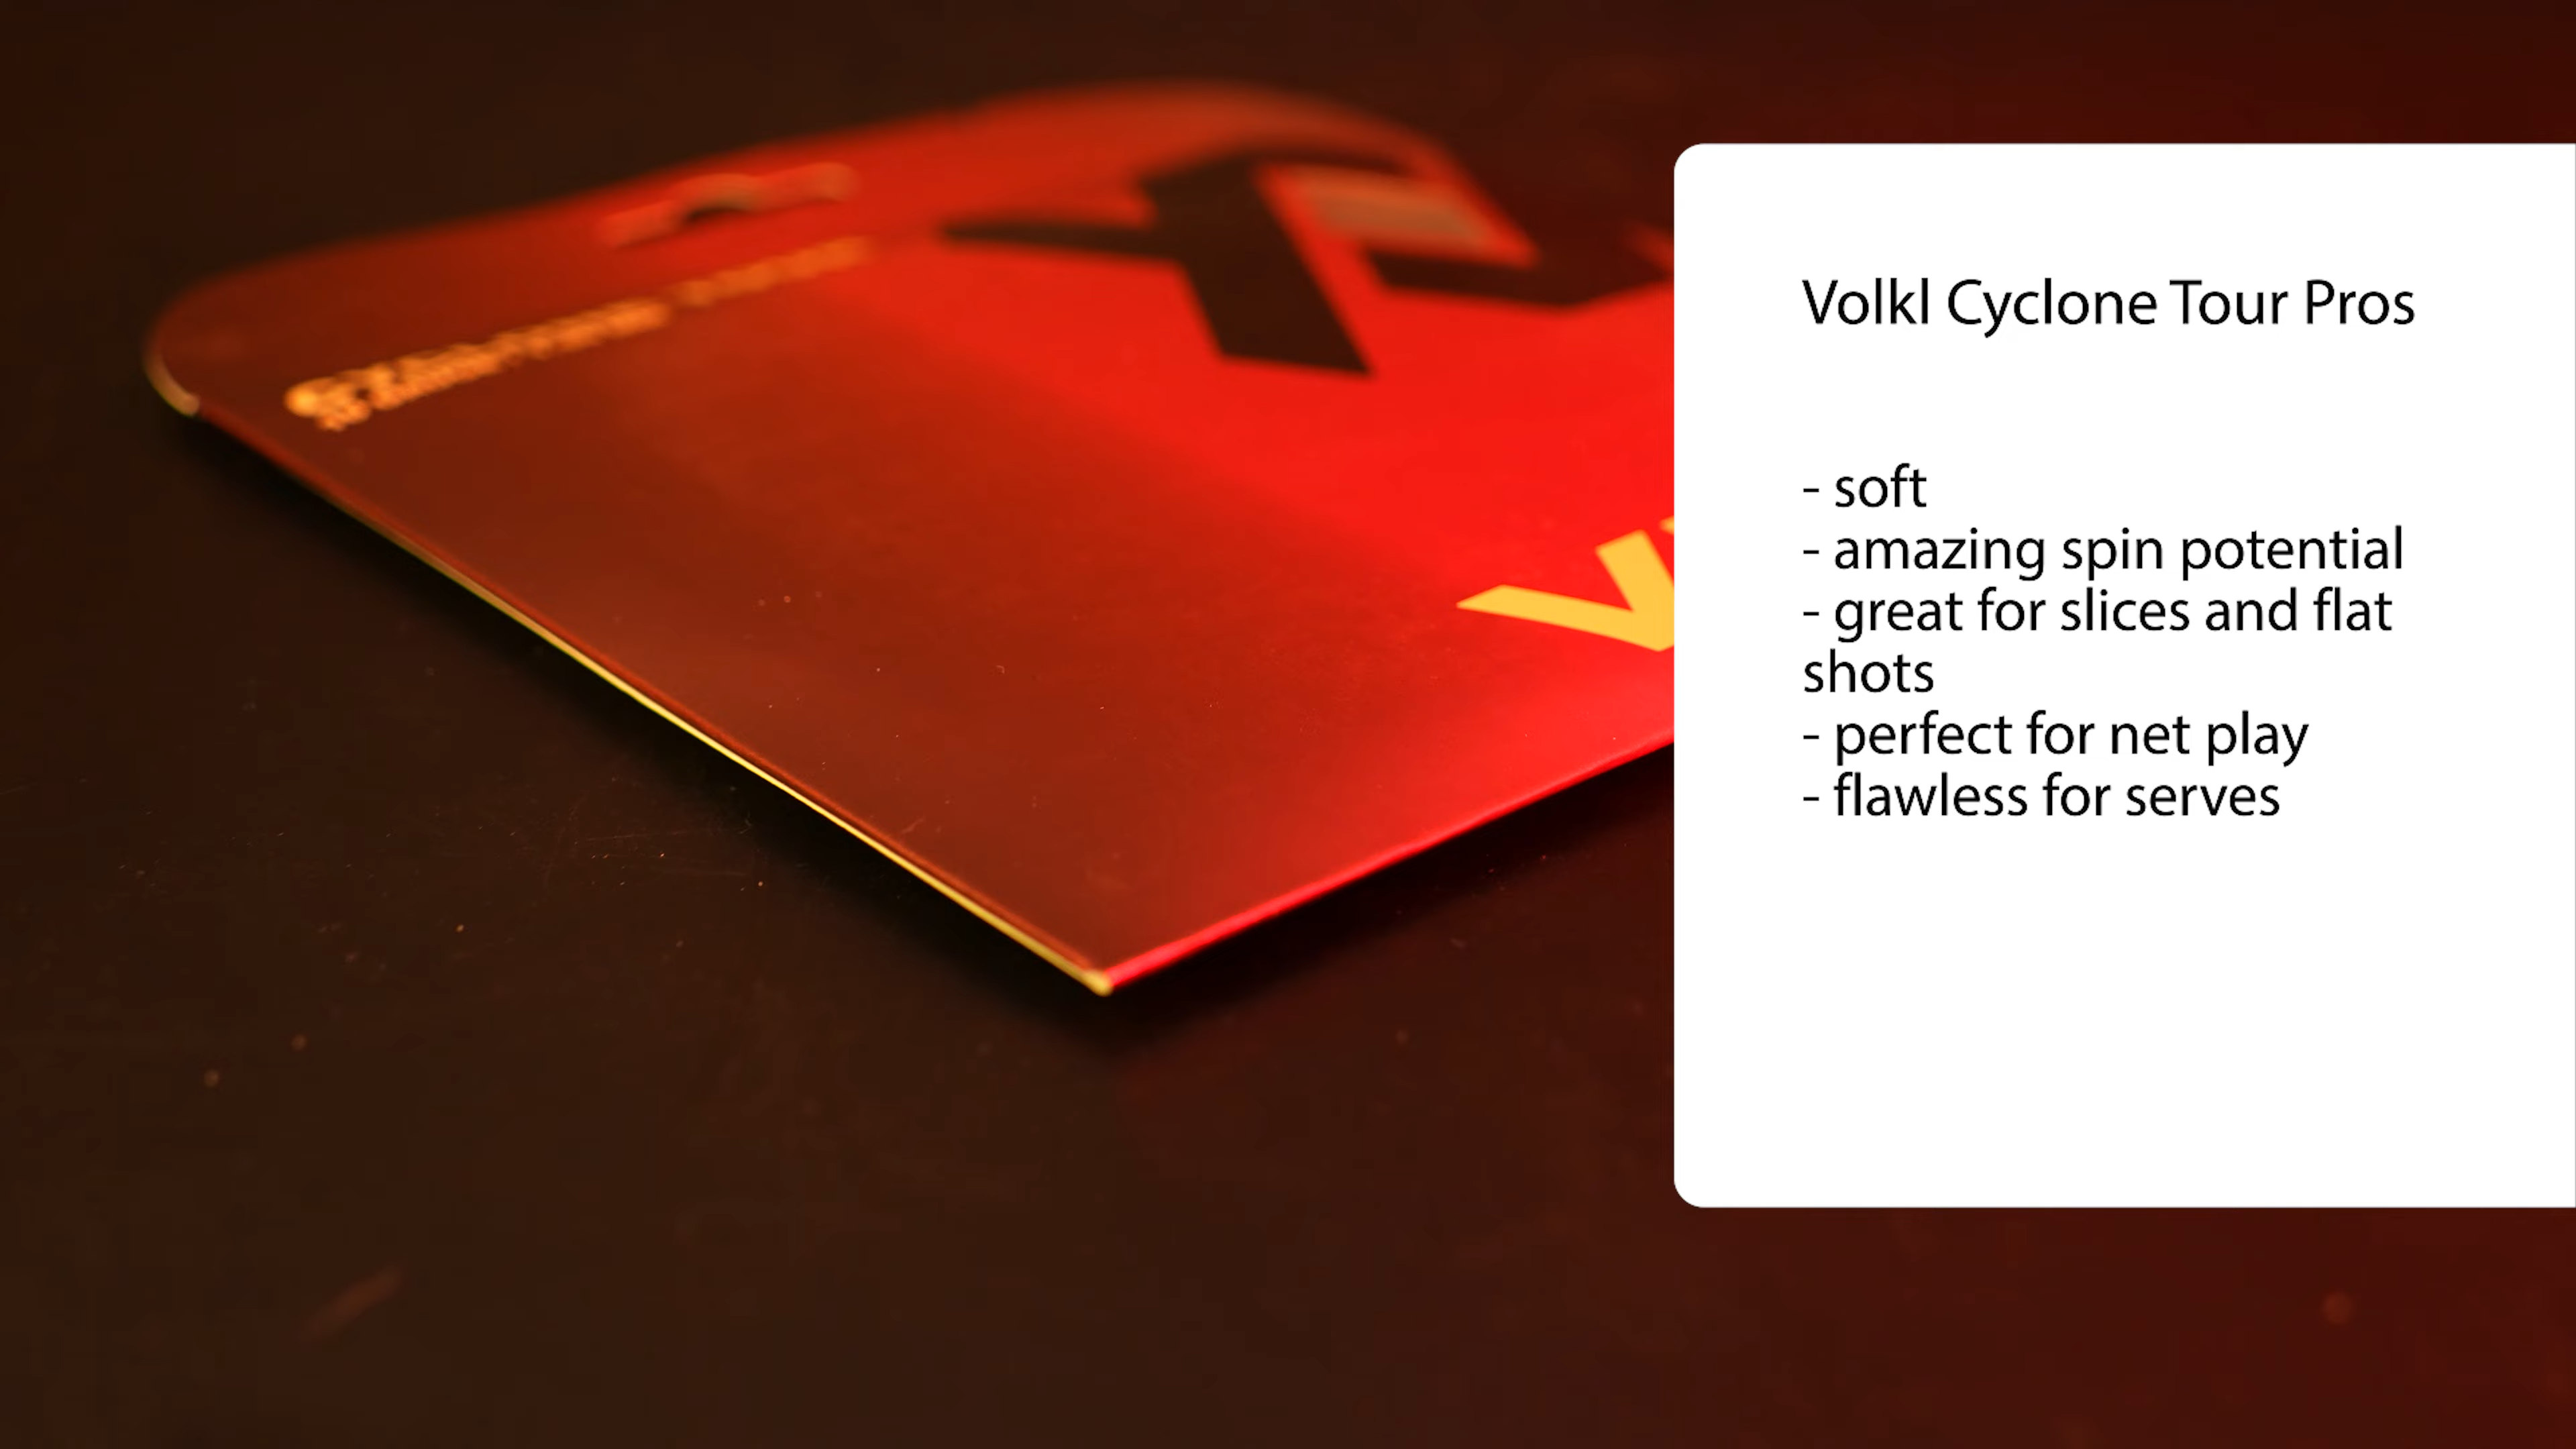 Volkl Cyclone Tour Pros
- soft
- amazing spin potential
- great for slices and flat
shots
- perfect for net play
- flawless for serves